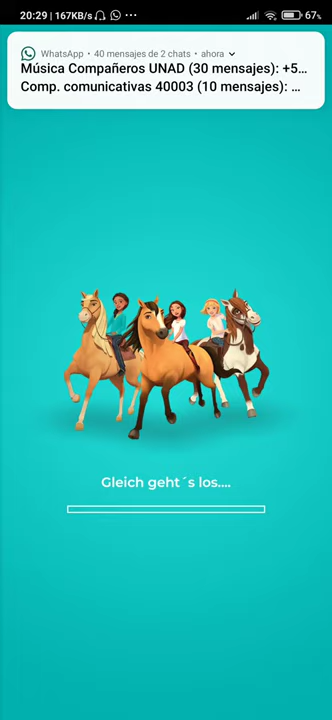 20:29 | 167KB/s
67%
WhatsApp • 40 mensajes de 2 chats • ahora
Música Compañeros UNAD (30 mensajes): +5...
Comp. comunicativas 40003 (10 mensajes): ...
Gleich geht´s los....